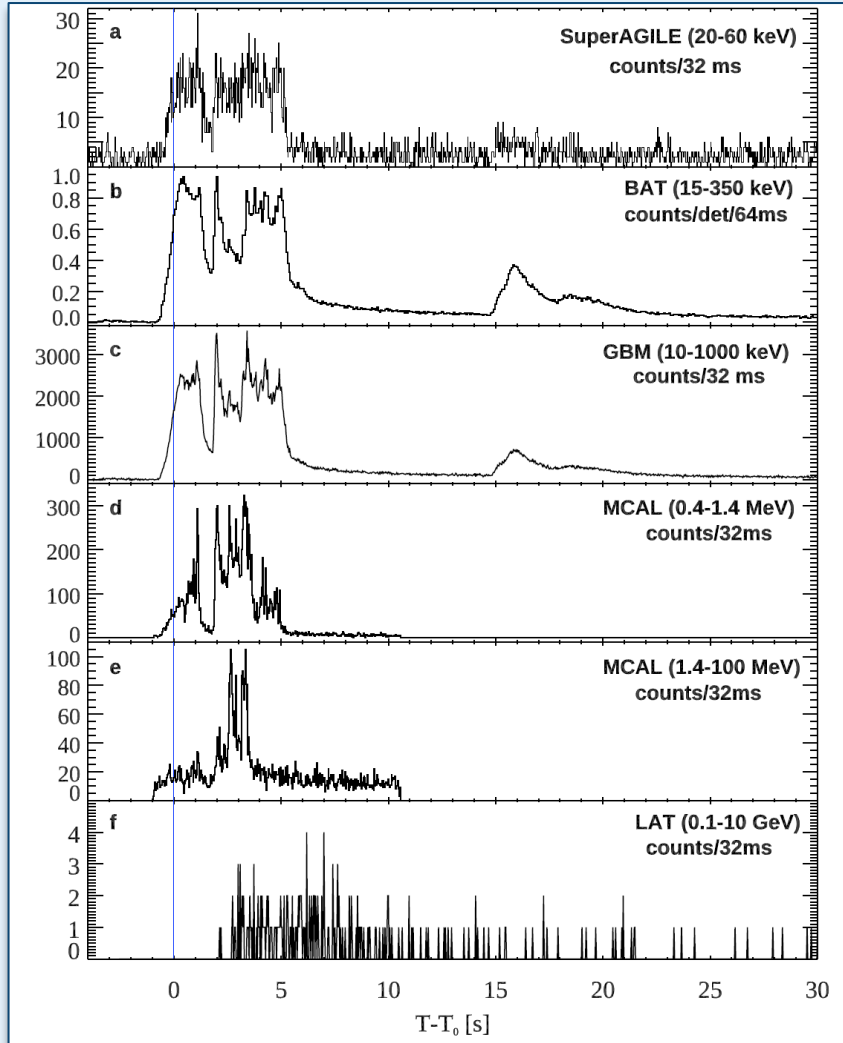 a
SuperAGILE (20-60 keV)
counts/32 ms
30
20
10
b
BAT (15-350 keV)
counts/det/64ms
1.0
0.8
0.6
0.4
0.2
0.0
c
GBM (10-1000 keV)
counts/32 ms
3000
2000
1000
0
d
MCAL (0.4-1.4 MeV)
counts/32ms
300
200
100
0
e
MCAL (1.4-100 MeV)
counts/32ms
100
80
60
40
20
0
f
LAT (0.1-10 GeV)
counts/32ms
4
3
2
1
0
0 5 10 15 20 25 30
T-T₀ [s]